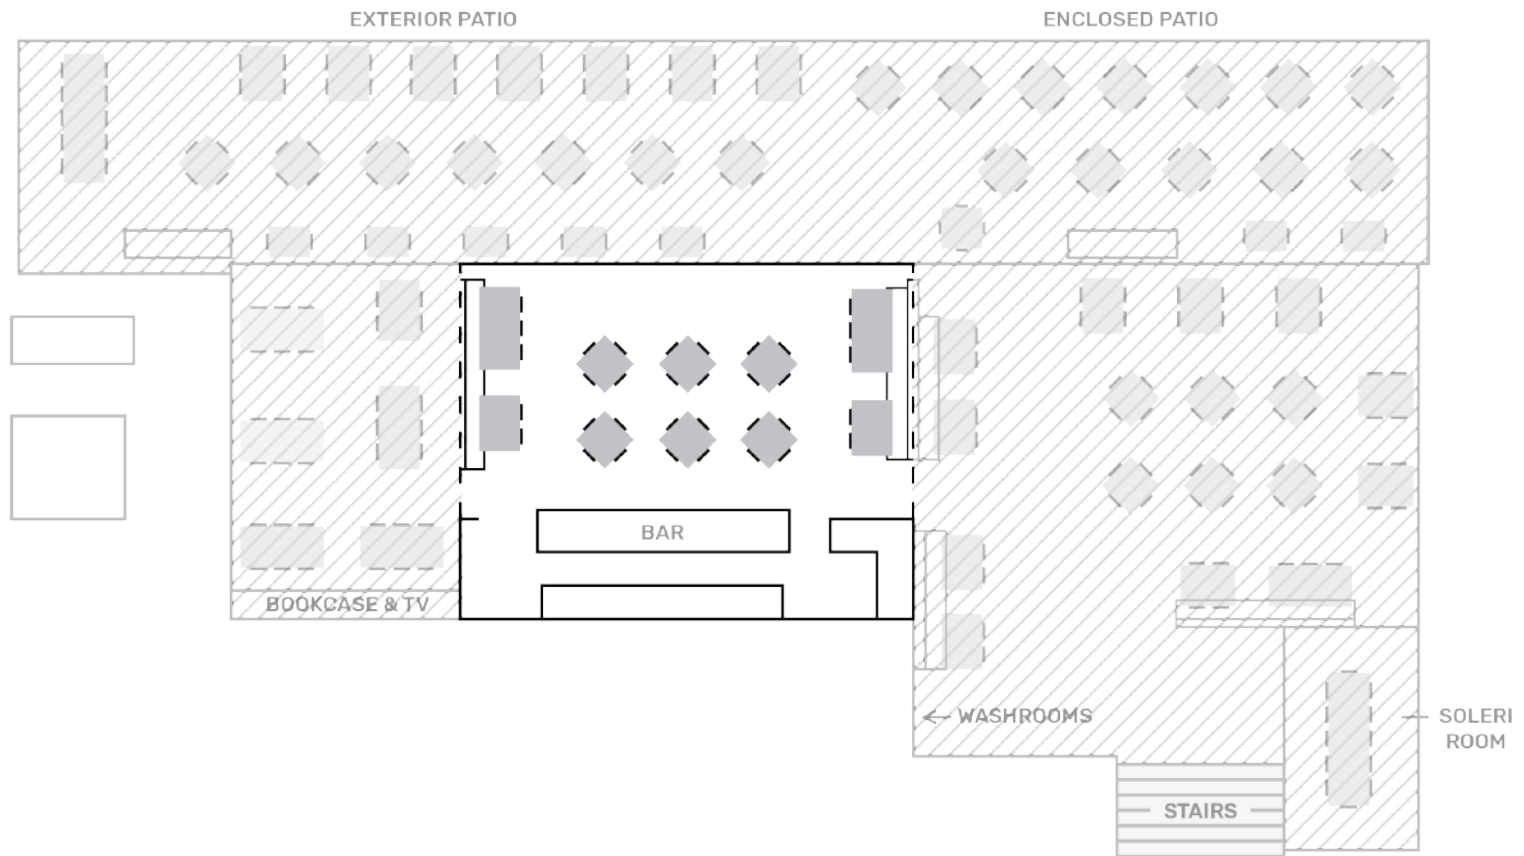 EXTERIOR PATIO
ENCLOSED PATIO
BAR
BOOKCASE & TV
WASHROOMS
SOLERI
ROOM
STAIRS